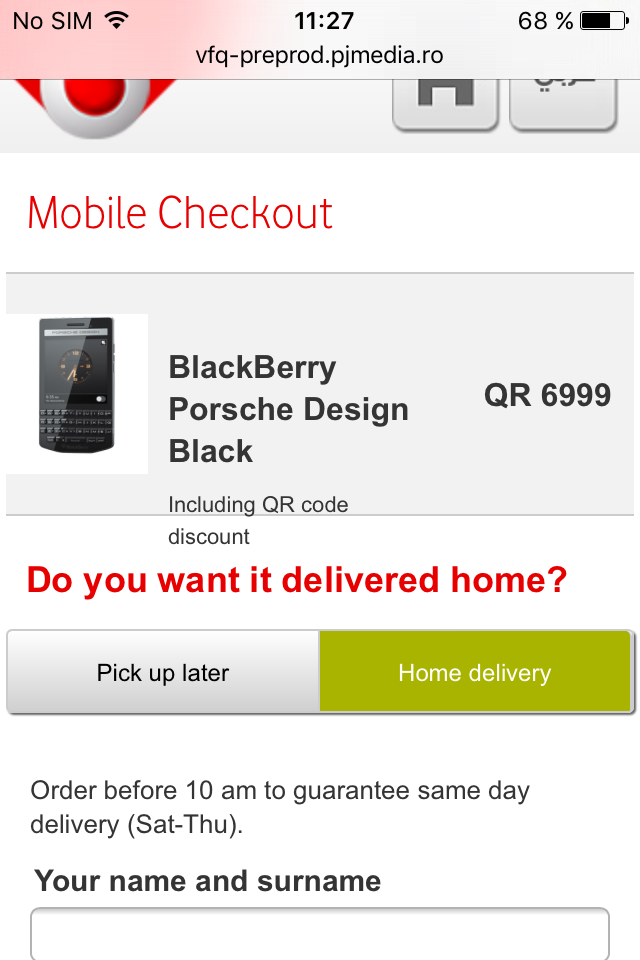 No SIM 11:27 68 %
vfq-preprod.pjmedia.ro
Mobile Checkout
BlackBerry
Porsche Design
Black
QR 6999
Including QR code
discount
Do you want it delivered home?
Pick up later Home delivery
Order before 10 am to guarantee same day
delivery (Sat-Thu).
Your name and surname